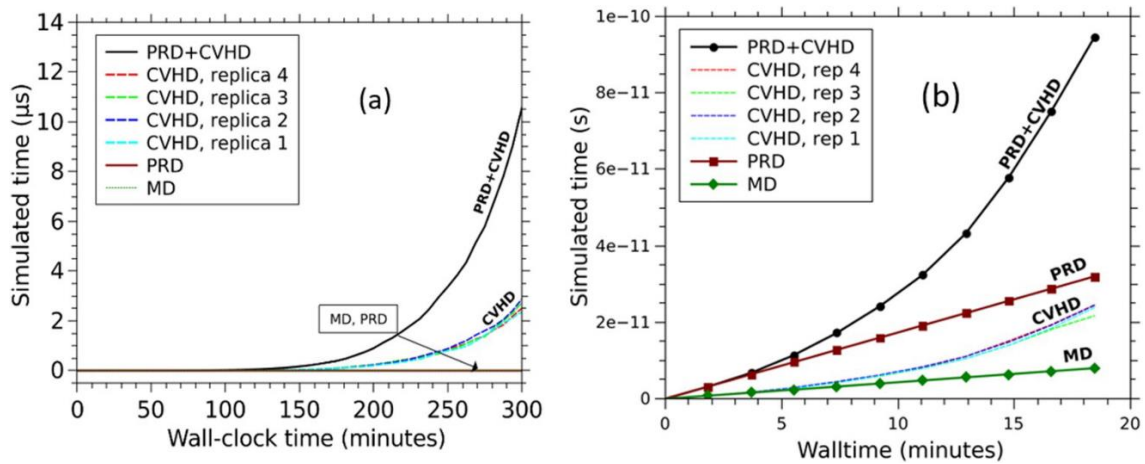 14
12
10
8
6
4
2
0
Simulated time (μs)
PRD+CVHD
CVHD, replica 4
CVHD, replica 3
CVHD, replica 2
CVHD, replica 1
PRD
MD
(a)
PRD+CVHD
CVHD
MD, PRD
0 50 100 150 200 250 300
Wall-clock time (minutes)
1e-10
8e-11
6e-11
4e-11
2e-11
0
Simulated time (s)
PRD+CVHD
CVHD, rep 4
CVHD, rep 3
CVHD, rep 2
CVHD, rep 1
PRD
MD
(b)
PRD+CVHD
PRD
CVHD
MD
0 5 10 15 20
Walltime (minutes)